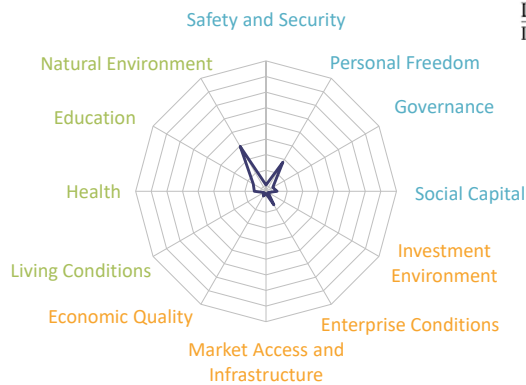 Safety and Security
Natural Environment
Personal Freedom
Education
Governance
Health
Social Capital
Investment
Environment
Living Conditions
Economic Quality
Enterprise Conditions
Market Access and
Infrastructure